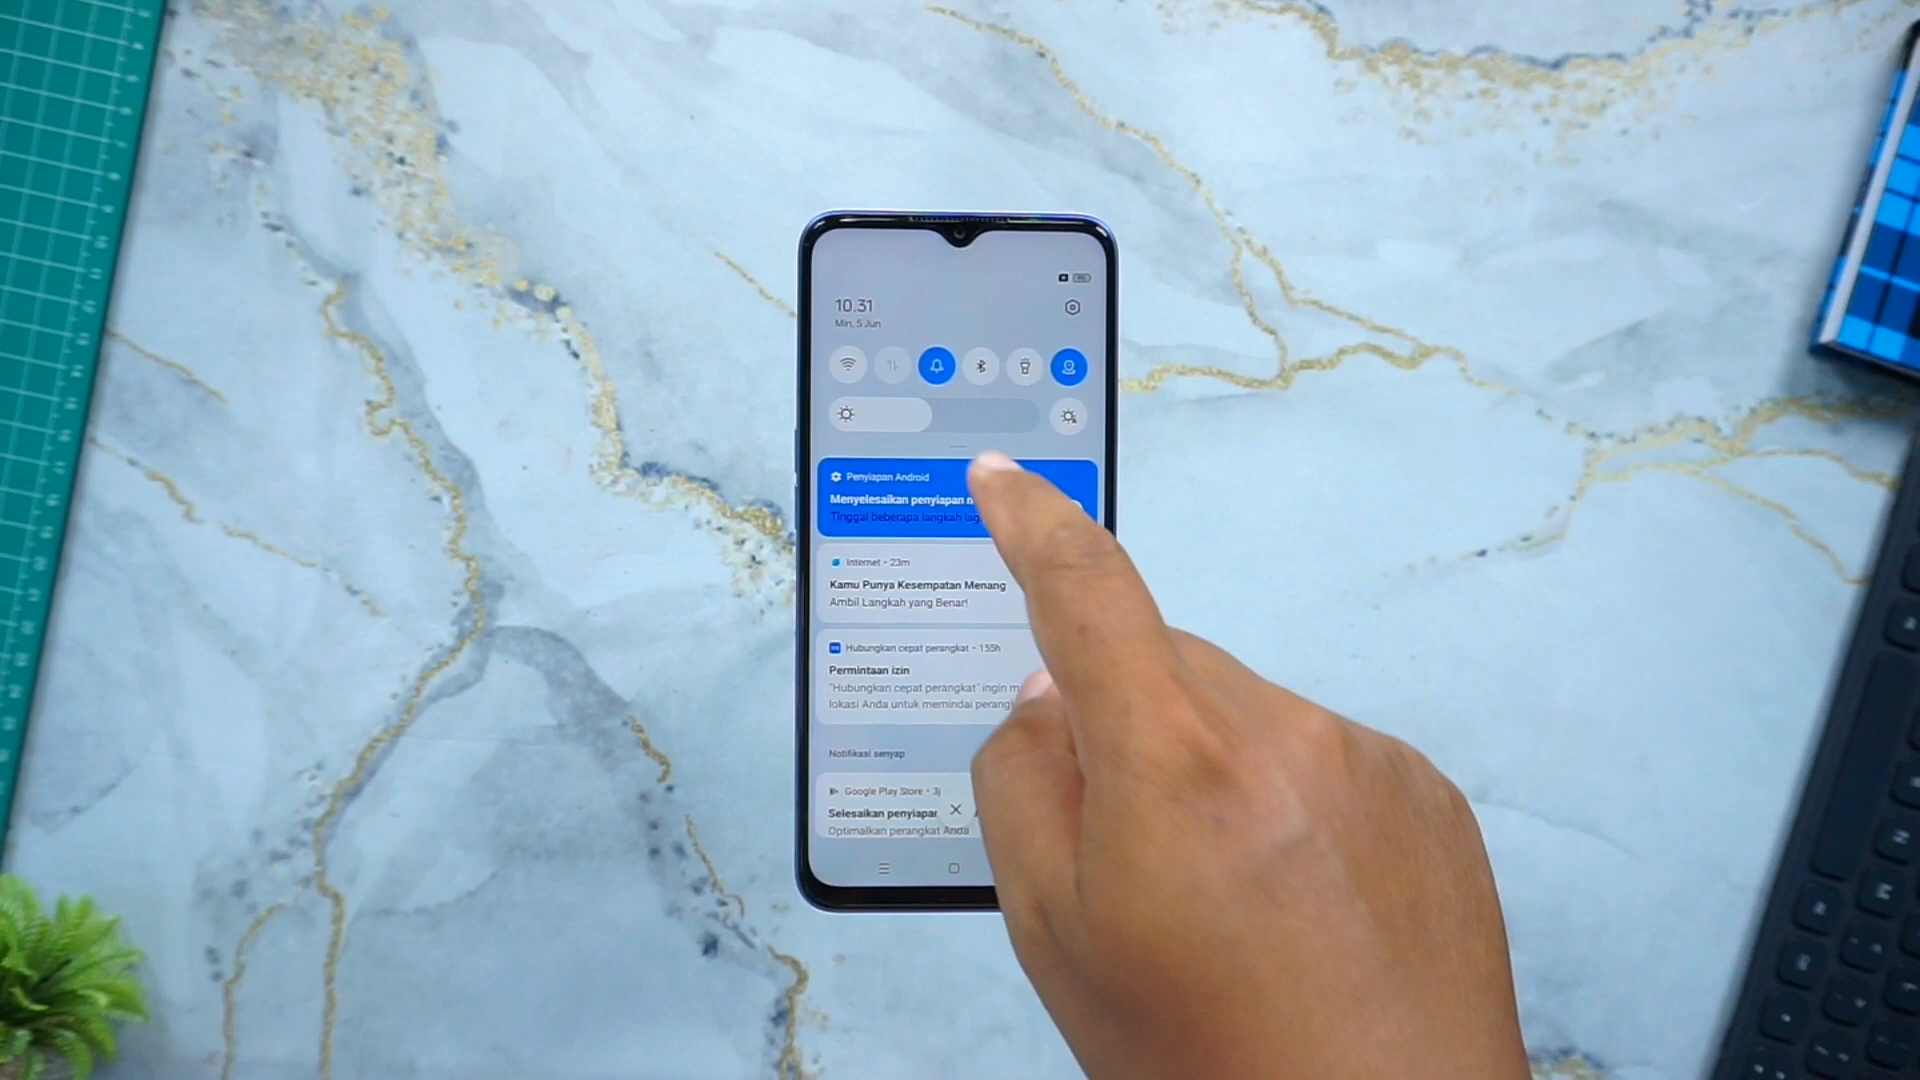 10.31
Min, 5 Jun
Penyiapan Android
Menyelesaikan penyiapan
Tinggal beberapa langkah
Internet • 23m
Kamu Punya Kesempatan Menang
Ambil Langkah yang Benar!
Hubungkan cepat perangkat • 155h
Permintaan izin
"Hubungkan cepat perangkat" ingin
lokasi Anda untuk memindai
Notifikasi senyap
Google Play Store • 3j
Selesaikan
Optimalkan perangkat Anda